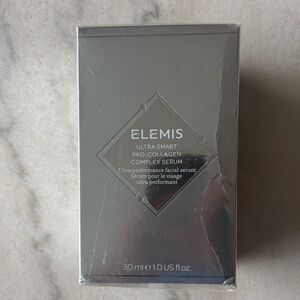 ELEMIS
ULTRA SMART
PRO-COLLAGEN
COMPLEX SERUM
Ultra-performance facial serum
Sérum pour le visage
ultra-performant
30 ml e 1.0 US fl.oz.